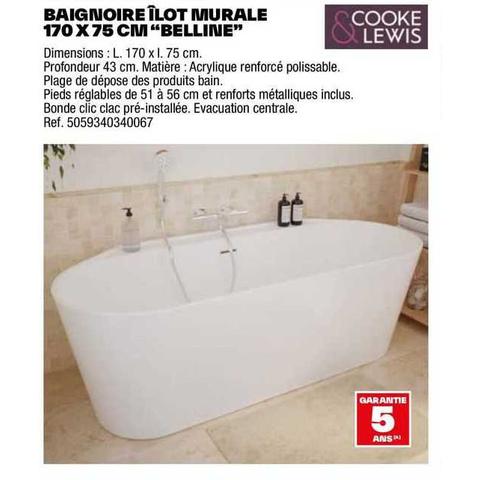 BAIGNOIRE ÎLOT MURALE
170 X 75 CM “BELLINE”
COOKE
& LEWIS
Dimensions : L. 170 x l. 75 cm.
Profondeur 43 cm. Matière : Acrylique renforcé polissable.
Plage de dépose des produits bain.
Pieds réglables de 51 à 56 cm et renforts métalliques inclus.
Bonde clic clac pré-installée. Evacuation centrale.
Ref. 5059340340067
GARANTIE
5
ANS